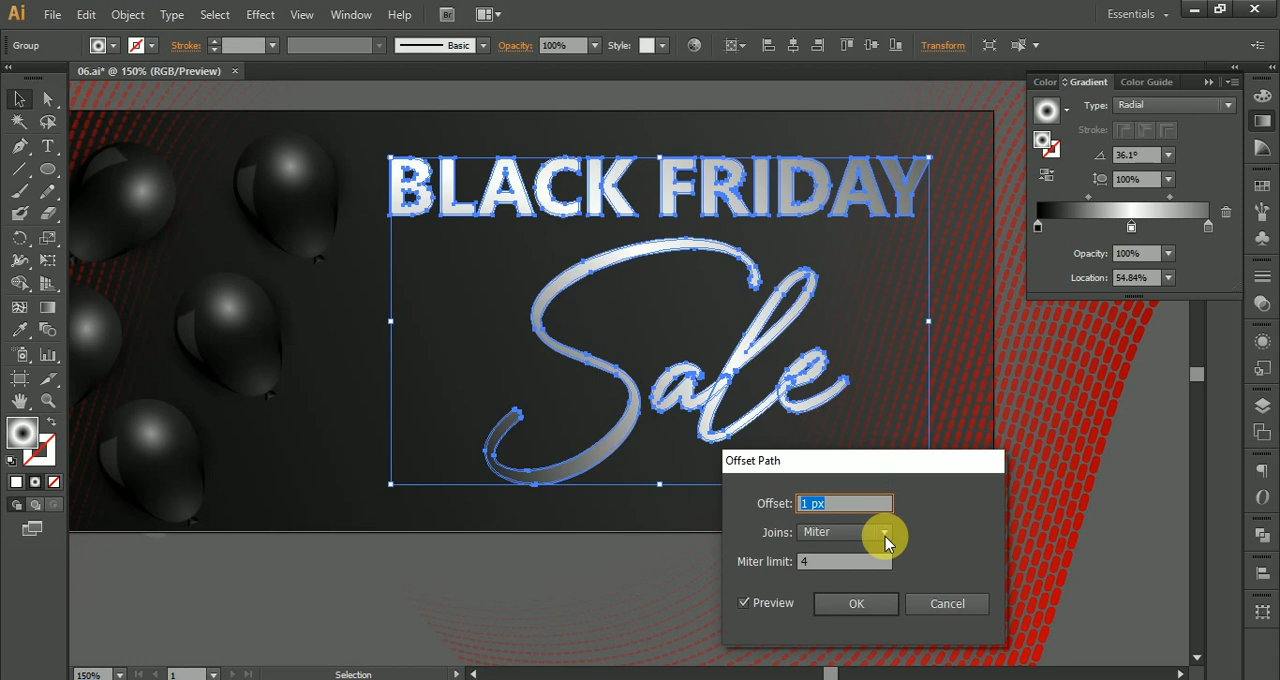 Ai File Edit Object Type Select Effect View Window Help Br Essentials
Group Stroke: Basic Opacity: 100% Style: Transform
06.ai* @ 150% (RGB/Preview) ×
Color Gradient Color Guide
Type: Radial
Stroke:
36.1°
100%
Opacity: 100%
Location: 54.84%
BLACK FRIDAY
Sale
Offset Path
Offset: 1 px
Joins: Miter
Miter limit: 4
Preview OK Cancel
150% 1 Selection